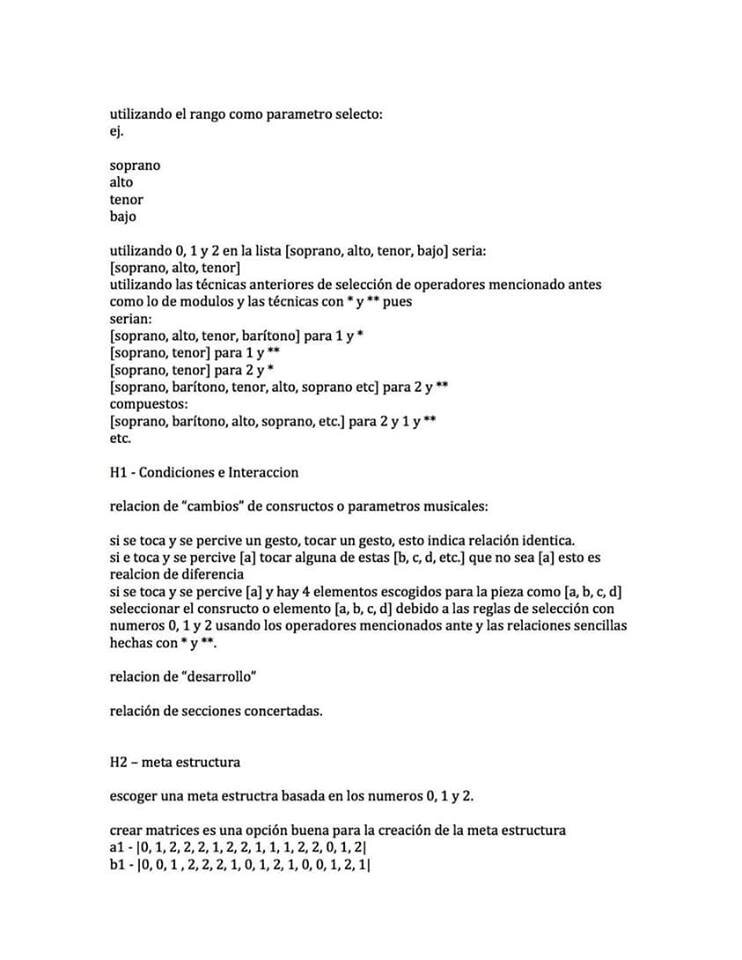 utilizando el rango como parametro selecto:
ej.
soprano
alto
tenor
bajo
utilizando 0, 1 y 2 en la lista [soprano, alto, tenor, bajo] seria:
[soprano, alto, tenor]
utilizando las técnicas anteriores de selección de operadores mencionado antes
como lo de modulos y las técnicas con * y ** pues
serian:
[soprano, alto, tenor, barítono] para 1 y *
[soprano, tenor] para 1 y **
[soprano, tenor] para 2 y *
[soprano, barítono, tenor, alto, soprano etc] para 2 y **
compuestos:
[soprano, barítono, alto, soprano, etc.] para 2 y 1 y **
etc.
H1 - Condiciones e Interaccion
relacion de "cambios" de consructos o parametros musicales:
si se toca y se percive un gesto, tocar un gesto, esto indica relación identica.
si e toca y se percive [a] tocar alguna de estas [b, c, d, etc.] que no sea [a] esto es
realcion de diferencia
si se toca y se percive [a] y hay 4 elementos escogidos para la pieza como [a, b, c, d]
seleccionar el consructo o elemento [a, b, c, d] debido a las reglas de selección con
numeros 0, 1 y 2 usando los operadores mencionados ante y las relaciones sencillas
hechas con * y **.
relacion de "desarrollo"
relación de secciones concertadas.
H2 – meta estructura
escoger una meta estructra basada en los numeros 0, 1 y 2.
crear matrices es una opción buena para la creación de la meta estructura
a1 - |0, 1, 2, 2, 2, 1, 2, 2, 1, 1, 1, 2, 2, 0, 1, 2|
b1 - |0, 0, 1 , 2, 2, 2, 1, 0, 1, 2, 1, 0, 0, 1, 2, 1|